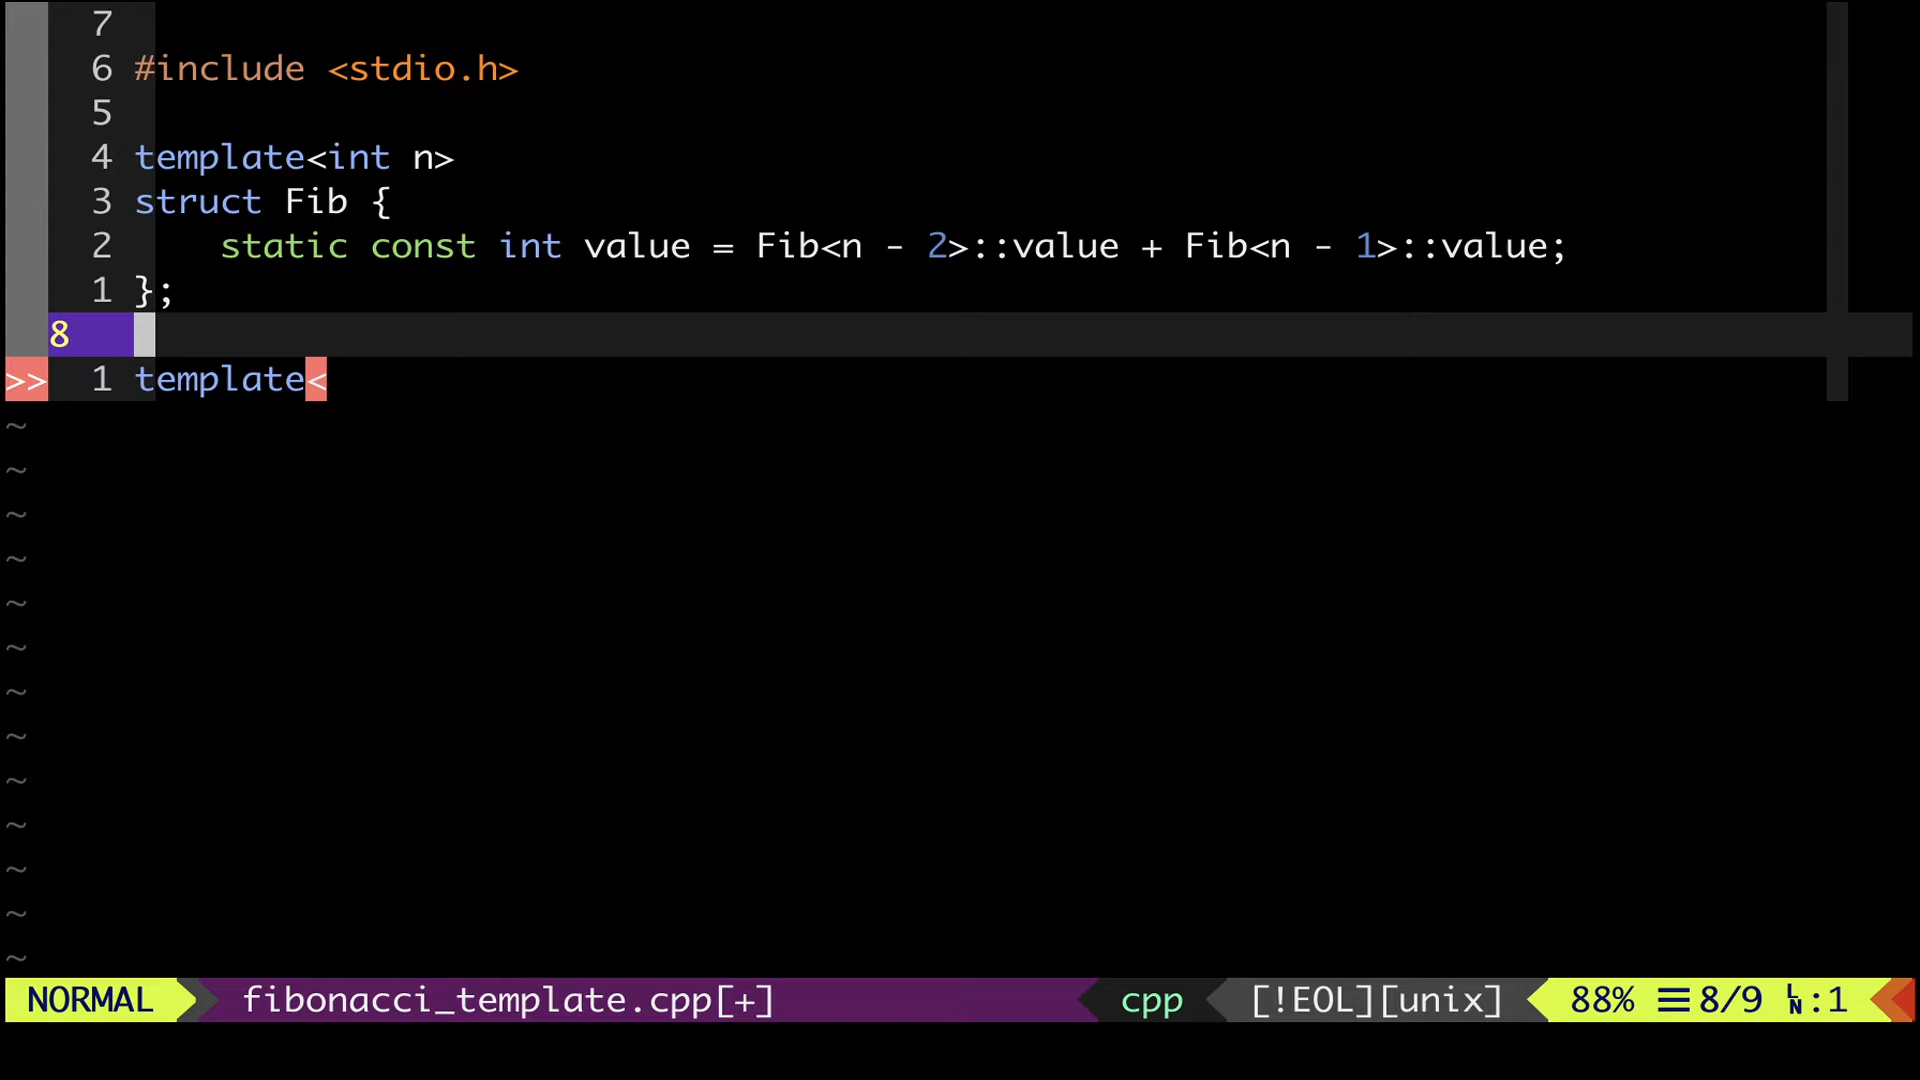 7
6 #include <stdio.h>
5
4 template<int n>
3 struct Fib {
2     static const int value = Fib<n - 2>::value + Fib<n - 1>::value;
1 };
8
>> 1 template<
~
~
~
~
~
~
~
~
~
~
~
~
~
NORMAL fibonacci_template.cpp[+] cpp [!EOL][unix] 88% ☰ 8/9 LN:1